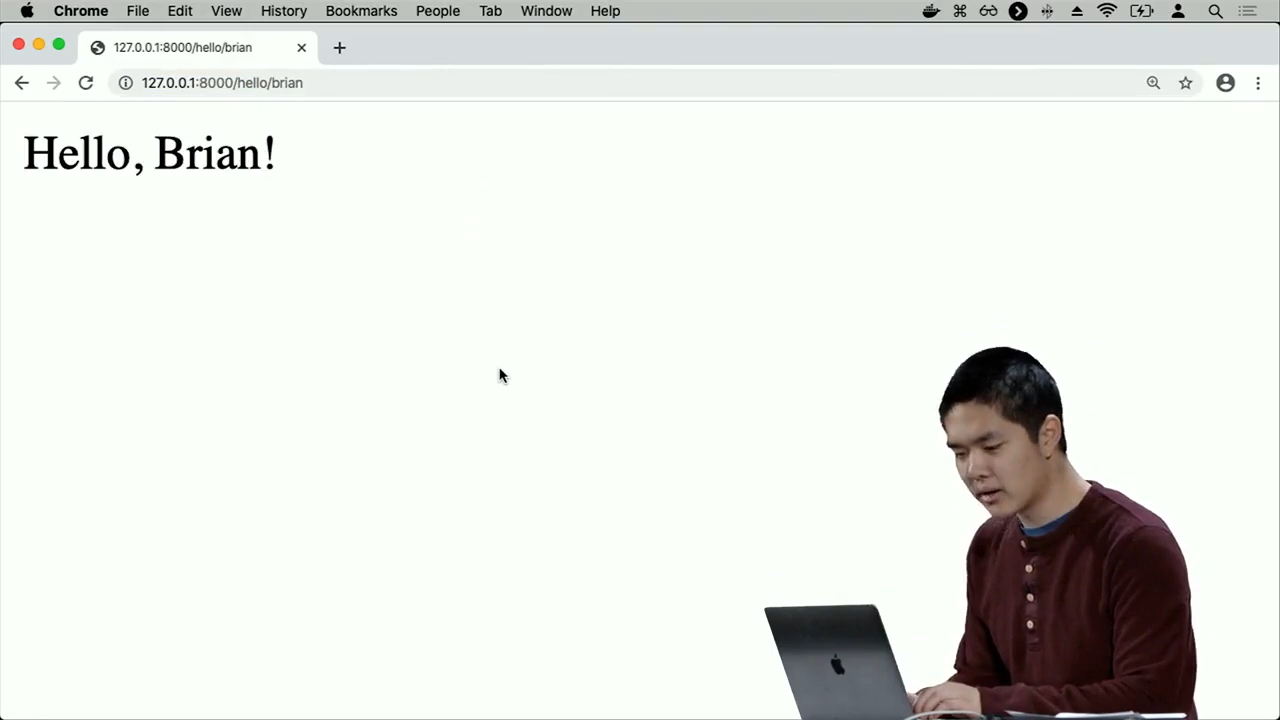 Chrome File Edit View History Bookmarks People Tab Window Help
127.0.0.1:8000/hello/brian
127.0.0.1:8000/hello/brian
Hello, Brian!